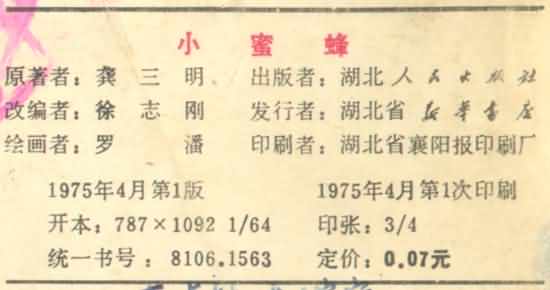 小蜜蜂
原著者：龚三明 出版者：湖北人民出版社
改编者：徐志刚 发行者：湖北省新华书店
绘画者：罗潘 印刷者：湖北省襄阳报印刷厂
1975年4月第1版 1975年4月第1次印刷
开本：787×1092 1/64 印张：3/4
统一书号：8106.1563 定价：0.07元